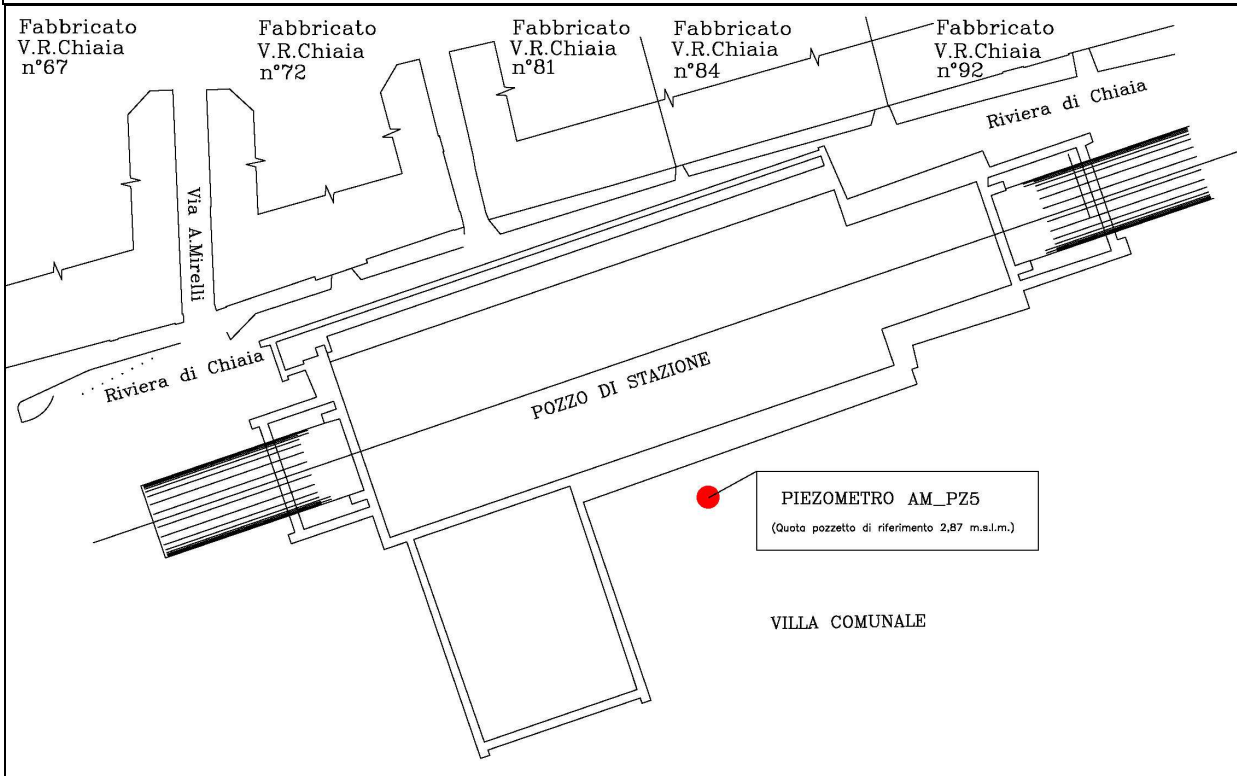 Fabbricato
V.R.Chiaia
n°67
Fabbricato
V.R.Chiaia
n°72
Fabbricato
V.R.Chiaia
n°81
Fabbricato
V.R.Chiaia
n°84
Fabbricato
V.R.Chiaia
n°92
Riviera di Chiaia
Via A.Mirelli
Riviera di Chiaia
POZZO DI STAZIONE
PIEZOMETRO AM_PZ5
(Quota pozzetto di riferimento 2,87 m.s.l.m.)
VILLA COMUNALE